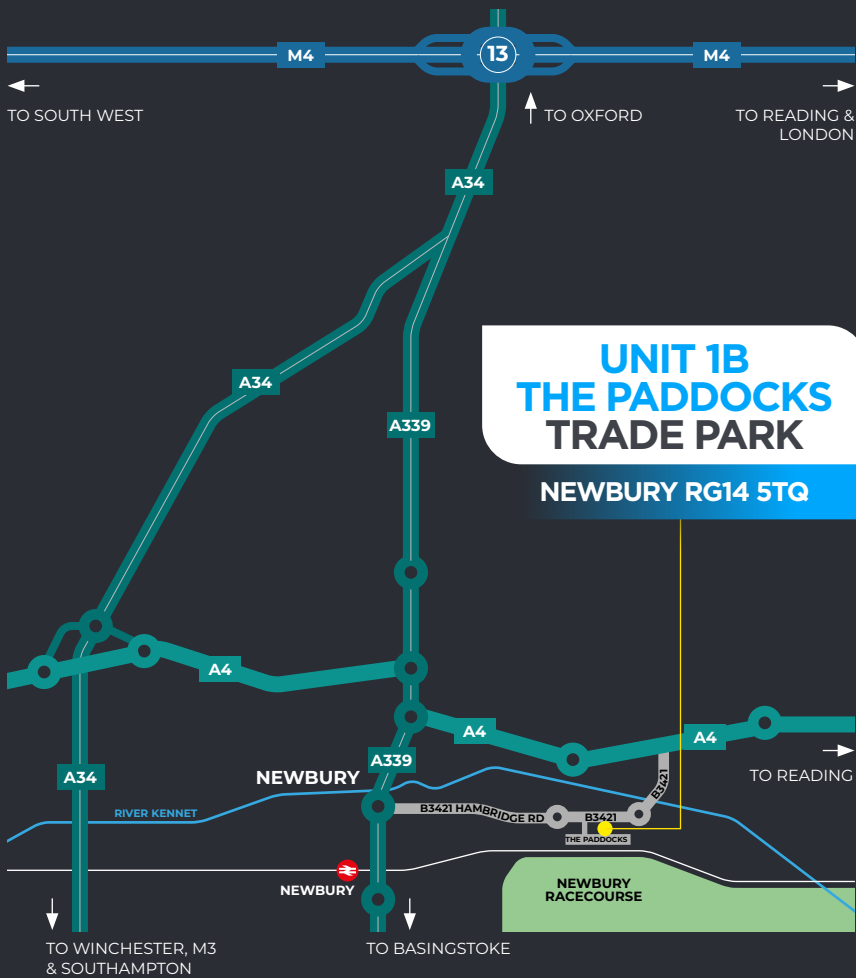 M4
13
M4
TO SOUTH WEST
TO OXFORD
TO READING &
LONDON
A34
A34
A339
UNIT 1B
THE PADDOCKS
TRADE PARK
NEWBURY RG14 5TQ
A4
A4
A4
A339
A34
NEWBURY
TO READING
B3421
RIVER KENNET
B3421 HAMBRIDGE RD
B3421
THE PADDOCKS
NEWBURY
NEWBURY
RACECOURSE
TO WINCHESTER, M3
& SOUTHAMPTON
TO BASINGSTOKE